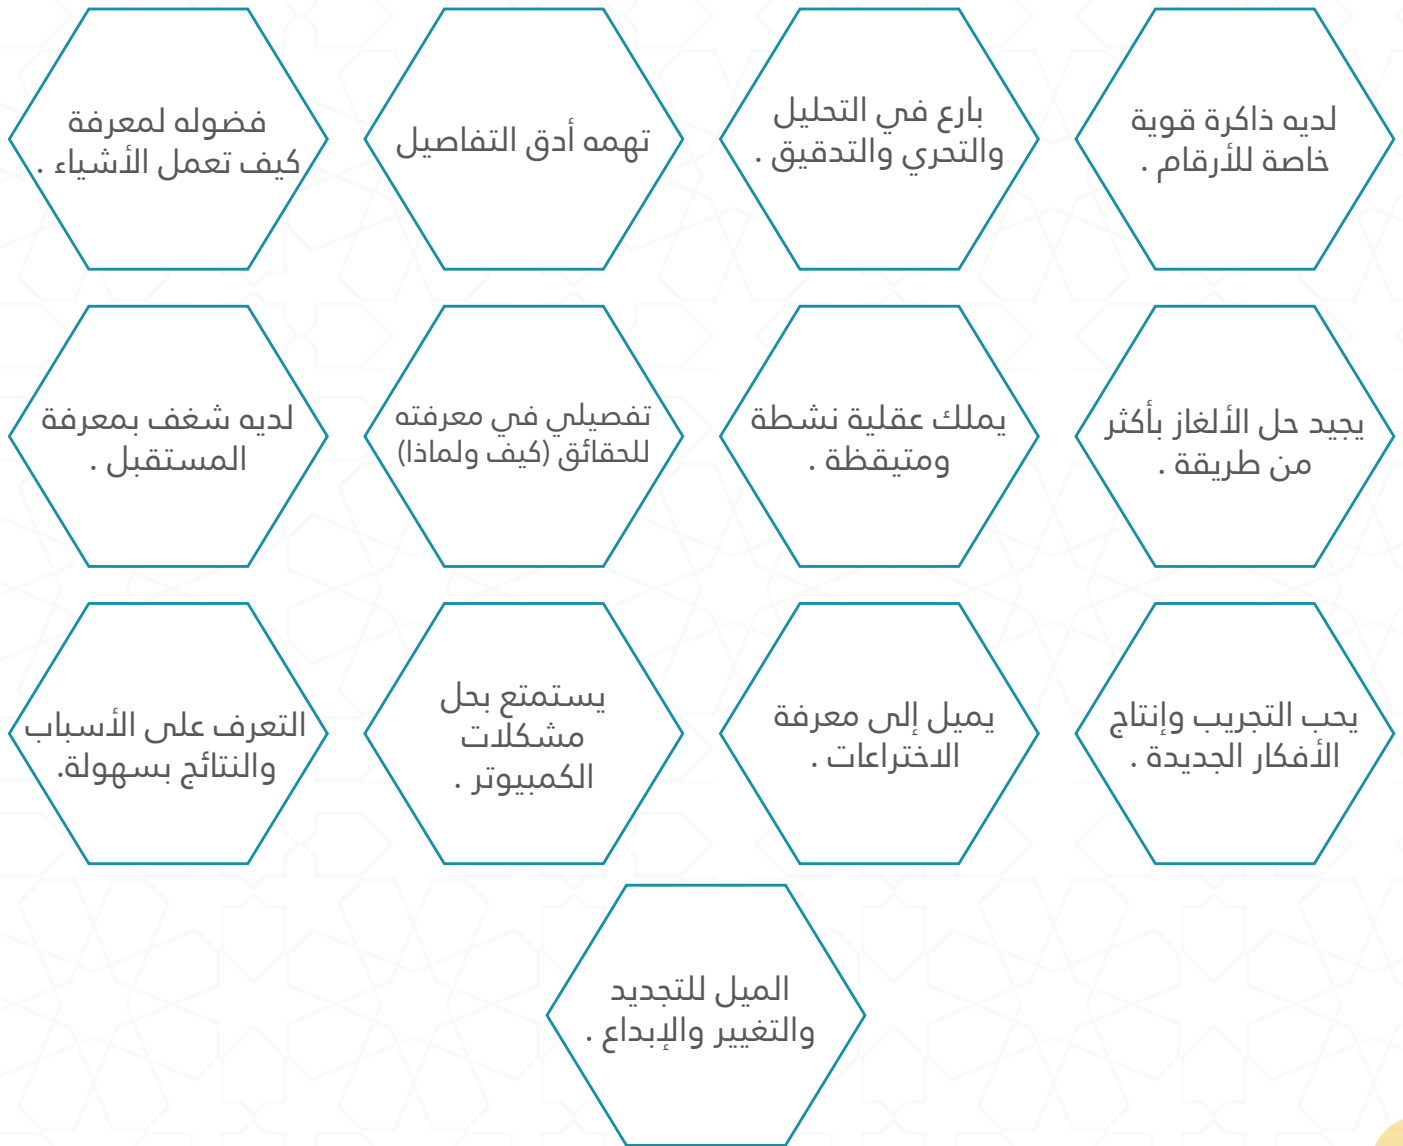 لديه ذاكرة قوية
خاصة للأرقام .
بارع في التحليل
والتحري والتدقيق .
تهمه أدق التفاصيل
فضوله لمعرفة
كيف تعمل الأشياء .
يجيد حل الألغاز بأكثر
من طريقة .
يملك عقلية نشطة
ومتيقظة .
تفصيلي في معرفته
للحقائق (كيف ولماذا)
لديه شغف بمعرفة
المستقبل .
يحب التجريب وإنتاج
الأفكار الجديدة .
يميل إلى معرفة
الاختراعات .
يستمتع بحل
مشكلات
الكمبيوتر .
التعرف على الأسباب
والنتائج بسهولة.
الميل للتجديد
والتغيير والإبداع .